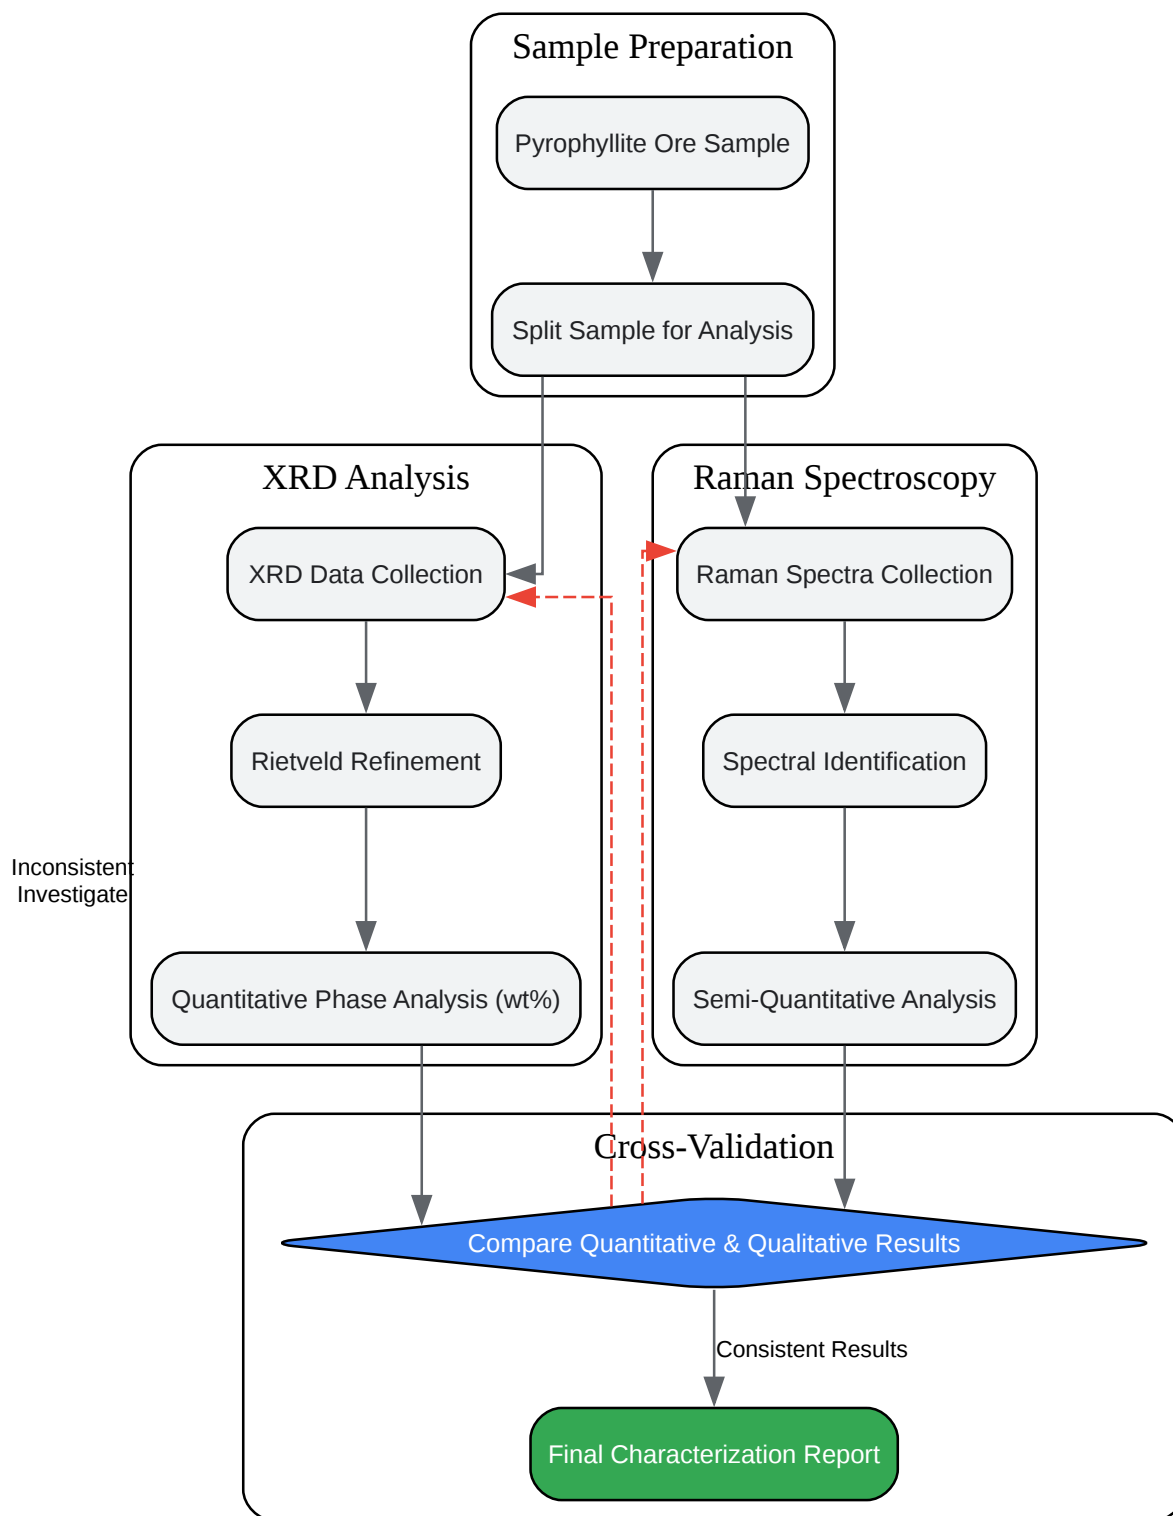 Sample Preparation
Pyrophyllite Ore Sample
Split Sample for Analysis
XRD Analysis
XRD Data Collection
Rietveld Refinement
Inconsistent
Investigate
Quantitative Phase Analysis (wt%)
Raman Spectroscopy
Raman Spectra Collection
Spectral Identification
Semi-Quantitative Analysis
Cross-Validation
Compare Quantitative & Qualitative Results
Consistent Results
Final Characterization Report